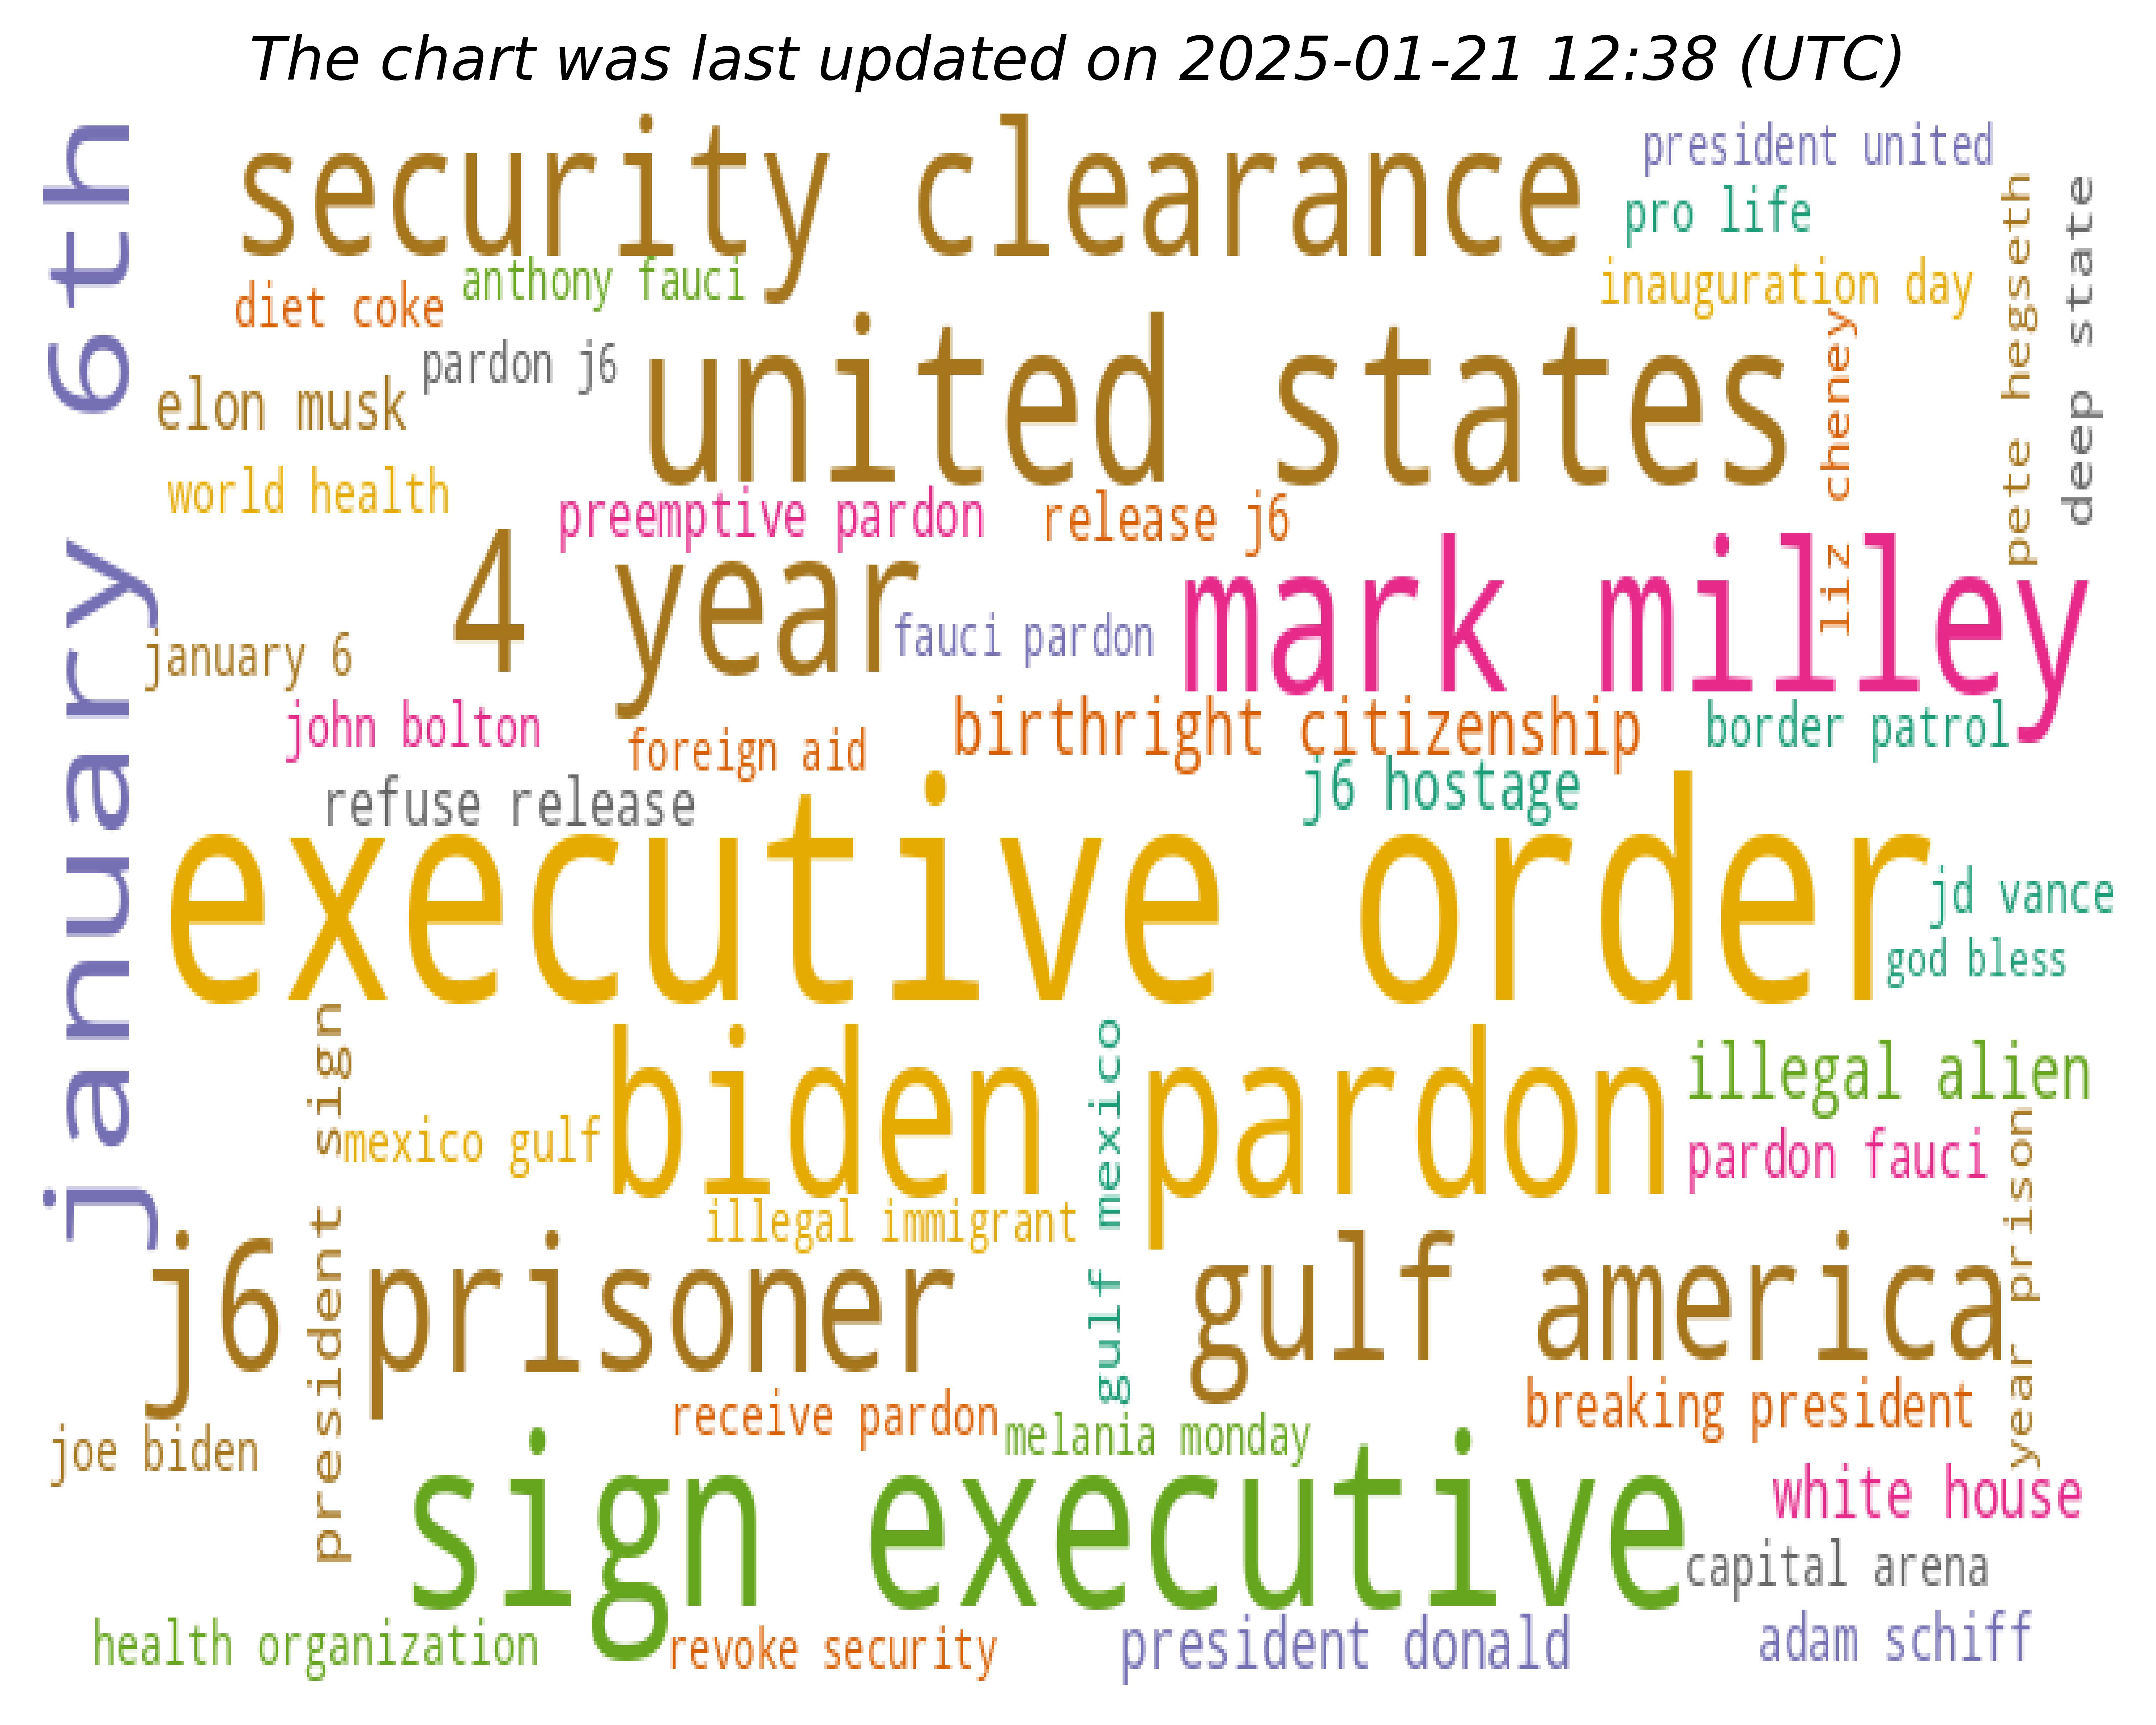 The chart was last updated on 2025-01-21 12:38 (UTC)
january 6th
security clearance
president united
pro life
pete hegseth
deep state
anthony fauci
diet coke
inauguration day
united states
liz cheney
pardon j6
elon musk
world health
preemptive pardon
release j6
4 year
mark milley
fauci pardon
january 6
john bolton
birthright citizenship
border patrol
foreign aid
j6 hostage
refuse release
executive order
jd vance
god bless
president sign
biden pardon
gulf mexico
illegal alien
mexico gulf
pardon fauci
year prison
illegal immigrant
j6 prisoner
gulf america
receive pardon
breaking president
melania monday
joe biden
sign executive
white house
capital arena
health organization
revoke security
president donald
adam schiff